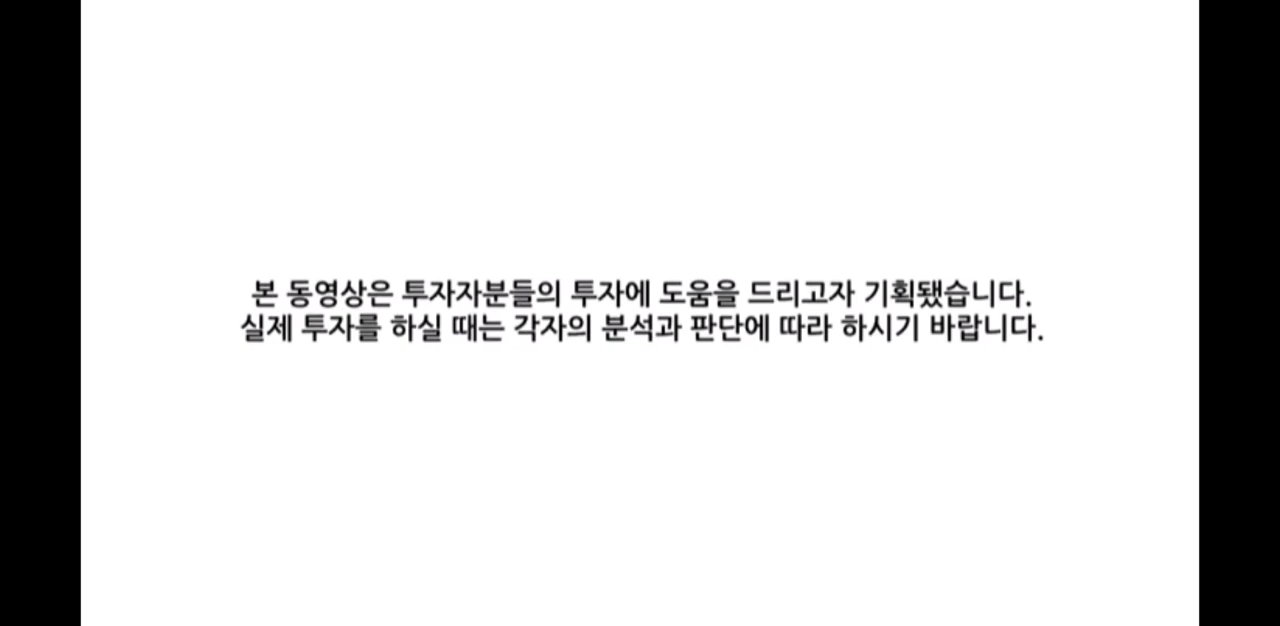 본 동영상은 투자자분들의 투자에 도움을 드리고자 기획됐습니다.
실제 투자를 하실 때는 각자의 분석과 판단에 따라 하시기 바랍니다.